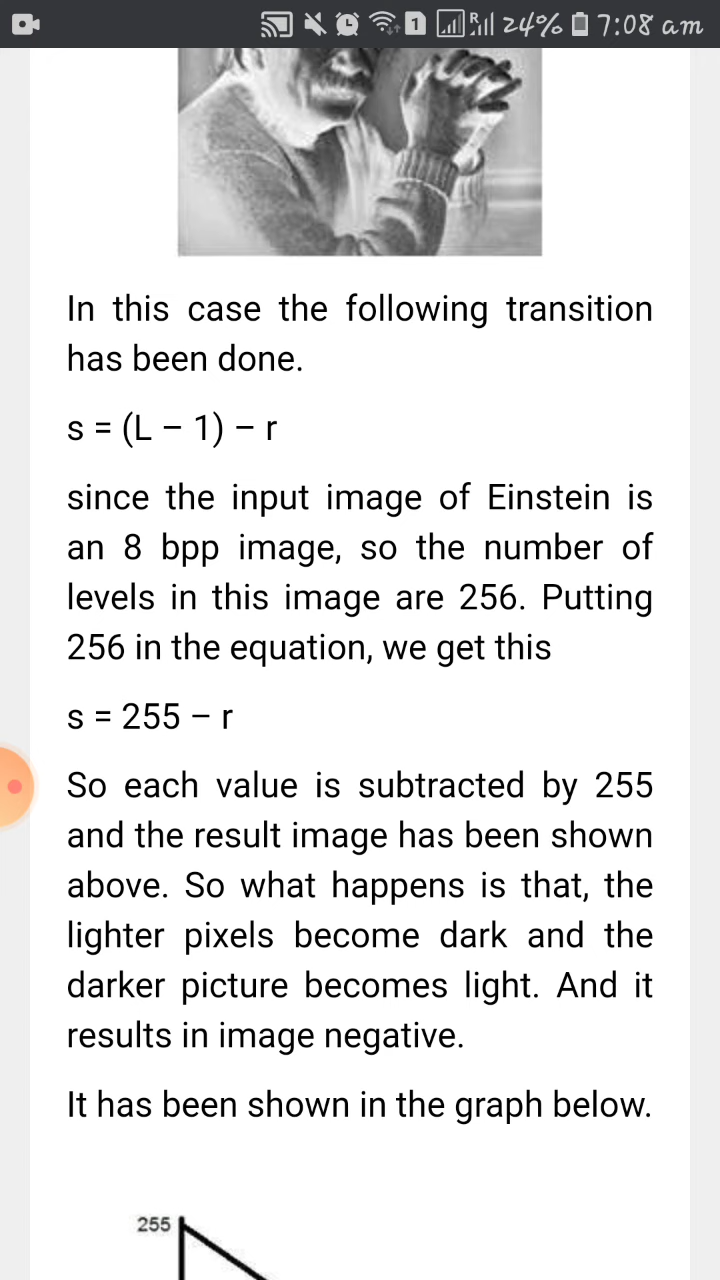 1 R 24% 7:08 am
In this case the following transition
has been done.
s = (L – 1) – r
since the input image of Einstein is
an 8 bpp image, so the number of
levels in this image are 256. Putting
256 in the equation, we get this
s = 255 – r
So each value is subtracted by 255
and the result image has been shown
above. So what happens is that, the
lighter pixels become dark and the
darker picture becomes light. And it
results in image negative.
It has been shown in the graph below.
255